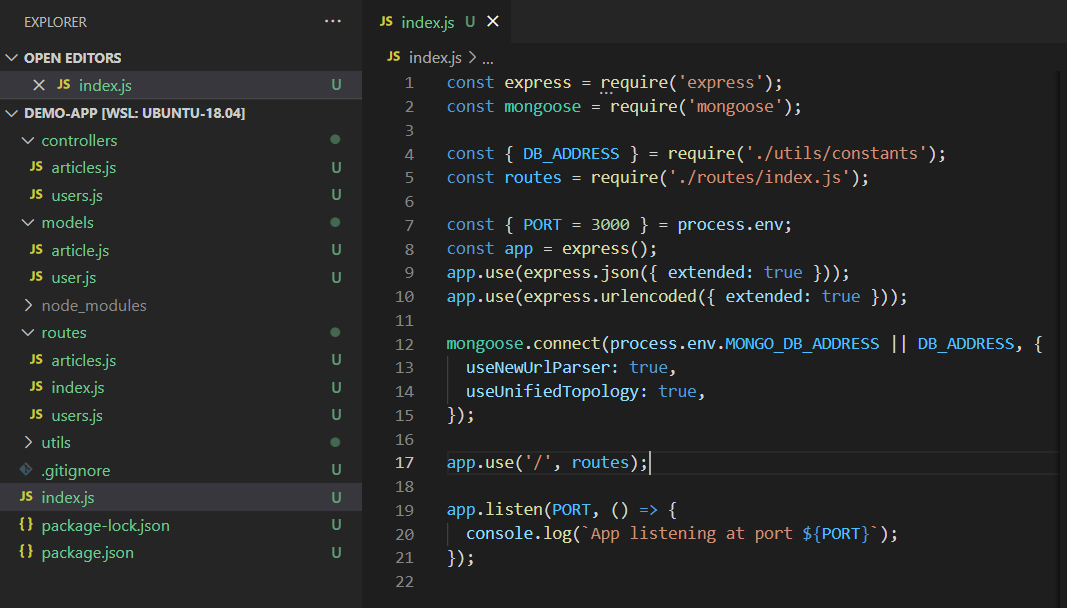 EXPLORER ...
OPEN EDITORS
JS index.js U
DEMO-APP [WSL: UBUNTU-18.04]
controllers
JS articles.js U
JS users.js U
models
JS article.js U
JS user.js U
node_modules
routes
JS articles.js U
JS index.js U
JS users.js U
utils
.gitignore U
JS index.js U
{} package-lock.json U
{} package.json U
JS index.js U
JS index.js > ...
1 const express = require('express');
2 const mongoose = require('mongoose');
3
4 const { DB_ADDRESS } = require('./utils/constants');
5 const routes = require('./routes/index.js');
6
7 const { PORT = 3000 } = process.env;
8 const app = express();
9 app.use(express.json({ extended: true }));
10 app.use(express.urlencoded({ extended: true }));
11
12 mongoose.connect(process.env.MONGO_DB_ADDRESS || DB_ADDRESS, {
13   useNewUrlParser: true,
14   useUnifiedTopology: true,
15 });
16
17 app.use('/', routes);
18
19 app.listen(PORT, () => {
20   console.log(`App listening at port ${PORT}`);
21 });
22